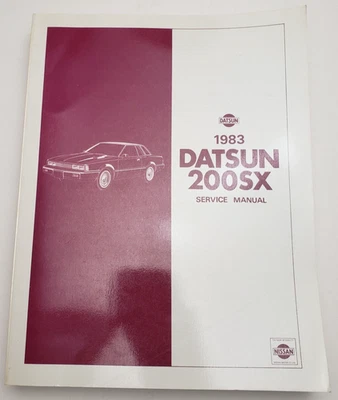 DATSUN
1983
DATSUN
200SX
SERVICE MANUAL
NISSAN